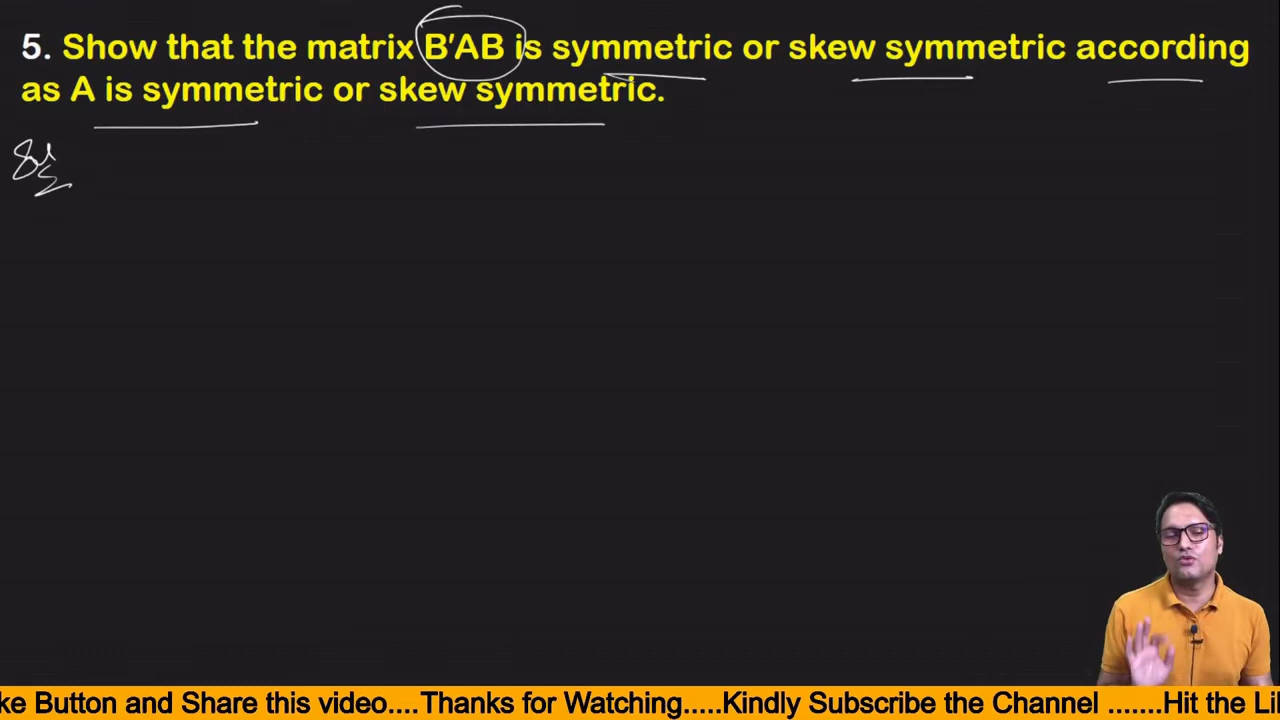 5. Show that the matrix B′AB is symmetric or skew symmetric according
as A is symmetric or skew symmetric.
ke Button and Share this video....Thanks for Watching.....Kindly Subscribe the Channel .......Hit the Li